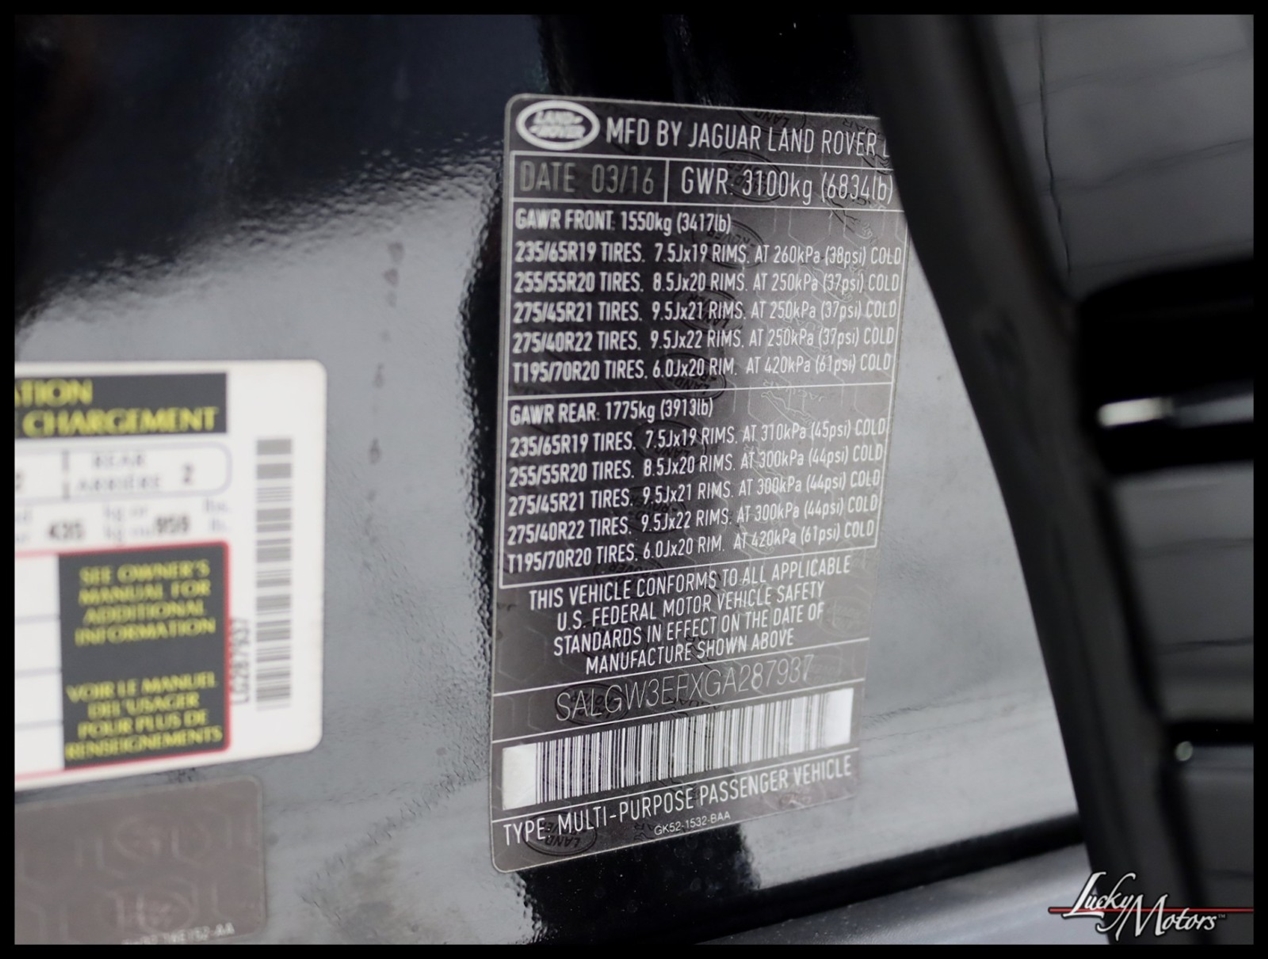 LAND ROVER
MFD BY JAGUAR LAND ROVER
DATE 03/16 GWR: 3100kg (6834lb)
GAWR FRONT: 1550kg (3417lb)
235/65R19 TIRES. 7.5Jx19 RIMS. AT 260kPa (38psi) COLD
255/55R20 TIRES. 8.5Jx20 RIMS. AT 250kPa (37psi) COLD
275/45R21 TIRES. 9.5Jx21 RIMS. AT 250kPa (37psi) COLD
275/40R22 TIRES. 9.5Jx22 RIMS. AT 250kPa (37psi) COLD
T195/70R20 TIRES. 6.0Jx20 RIM. AT 420kPa (61psi) COLD
GAWR REAR: 1775kg (3913lb)
235/65R19 TIRES. 7.5Jx19 RIMS. AT 310kPa (45psi) COLD
255/55R20 TIRES. 8.5Jx20 RIMS. AT 300kPa (44psi) COLD
275/45R21 TIRES. 9.5Jx21 RIMS. AT 300kPa (44psi) COLD
275/40R22 TIRES. 9.5Jx22 RIMS. AT 300kPa (44psi) COLD
T195/70R20 TIRES. 6.0Jx20 RIM. AT 420kPa (61psi) COLD
THIS VEHICLE CONFORMS TO ALL APPLICABLE
U.S. FEDERAL MOTOR VEHICLE SAFETY
STANDARDS IN EFFECT ON THE DATE OF
MANUFACTURE SHOWN ABOVE
SALGW3EFXGA287937
TYPE: MULTI-PURPOSE PASSENGER VEHICLE
GK52-1532-BAA
ATION
CHARGEMENT
REAR
ARRIÈRE 2
435 kg or 959
SEE OWNER'S
MANUAL FOR
ADDITIONAL
INFORMATION
VOIR LE MANUEL
DE L'USAGER
POUR PLUS DE
RENSEIGNEMENTS
LG287937
Lucky Motors